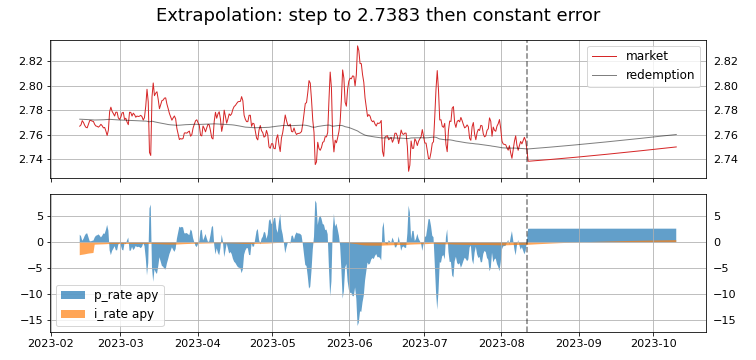 Extrapolation: step to 2.7383 then constant error
2.82 2.82
2.80 2.80
2.78 2.78
2.76 2.76
2.74 2.74
market
redemption
5 5
0 0
−5 −5
−10 −10
−15 −15
p_rate apy
i_rate apy
2023-02 2023-03 2023-04 2023-05 2023-06 2023-07 2023-08 2023-09 2023-10